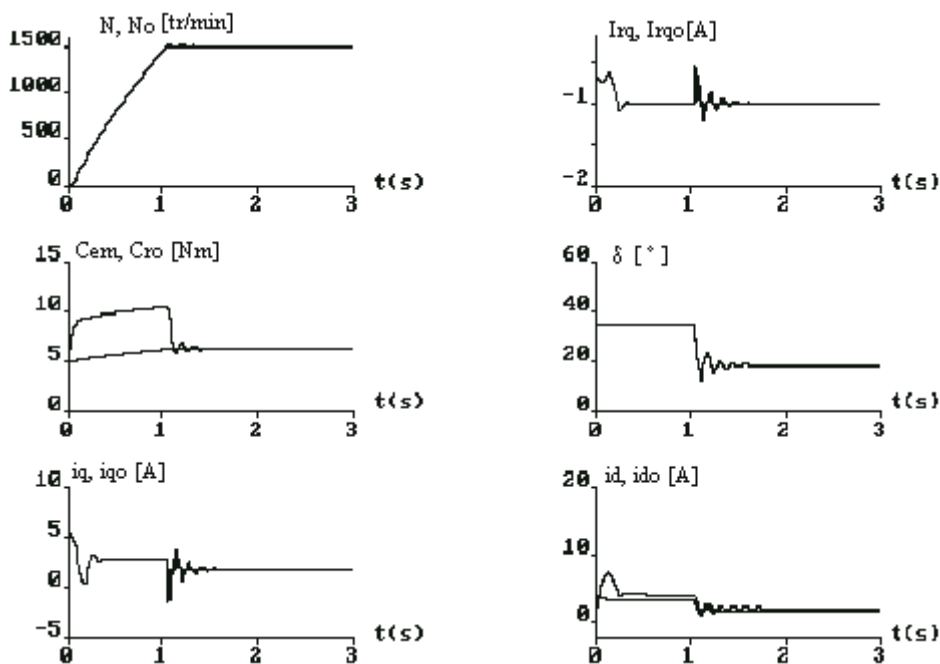 N, No [tr/min]
1500
1000
500
0
0 1 2 3
t(s)
Irq, Irqo[A]
-1
-2
0 1 2 3
t(s)
Cem, Cro [Nm]
15
10
5
0
0 1 2 3
t(s)
δ [°]
60
40
20
0
0 1 2 3
t(s)
iq, iqo [A]
10
5
0
-5
0 1 2 3
t(s)
id, ido [A]
20
10
0
0 1 2 3
t(s)